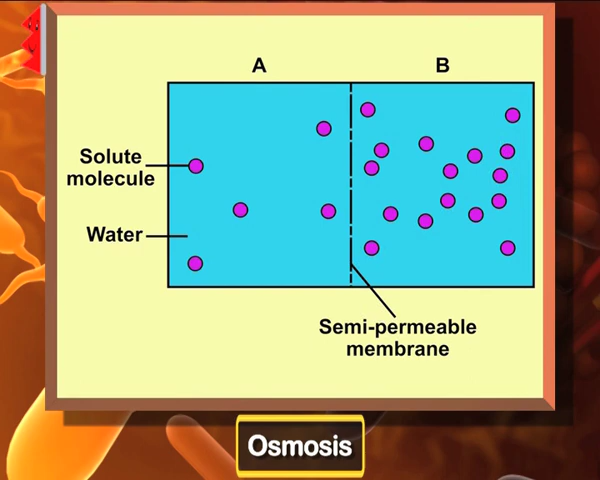 A B
Solute
molecule
Water
Semi-permeable
membrane
Osmosis